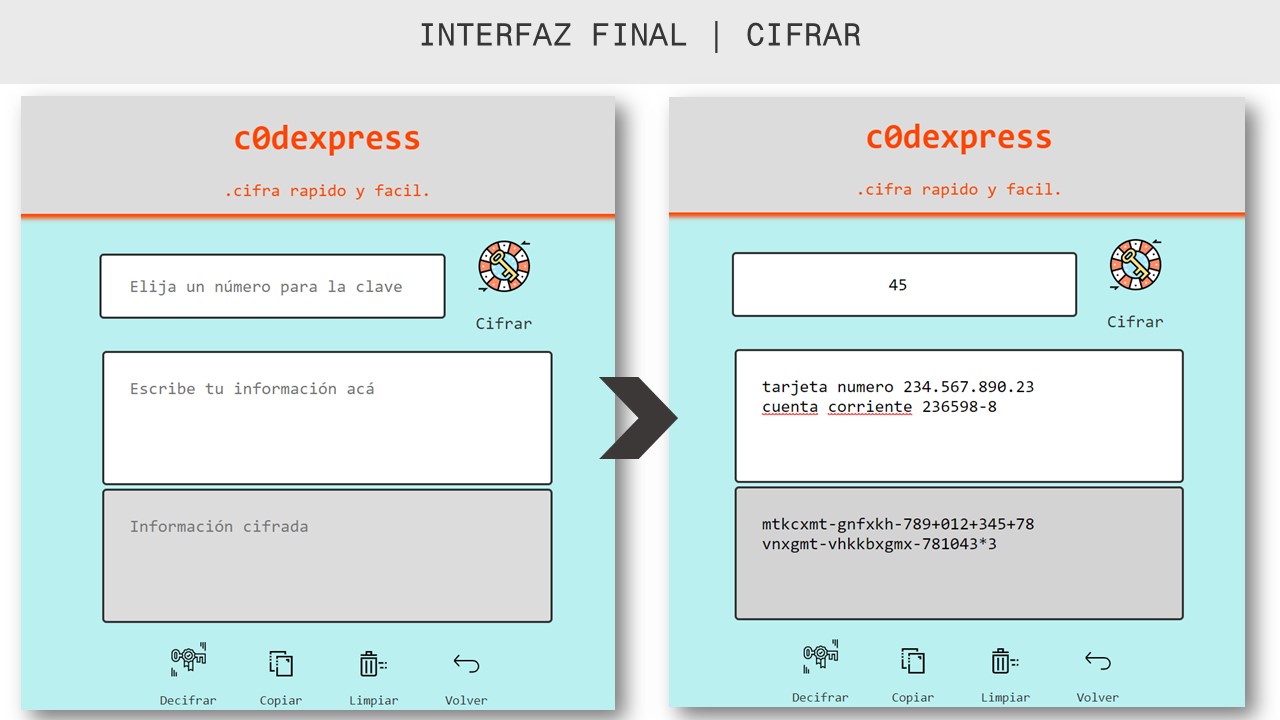 INTERFAZ FINAL | CIFRAR
c0dexpress
.cifra rapido y facil.
Elija un número para la clave
Cifrar
Escribe tu información acá
Información cifrada
Decifrar
Copiar
Limpiar
Volver
c0dexpress
.cifra rapido y facil.
45
Cifrar
tarjeta numero 234.567.890.23
cuenta corriente 236598-8
mtkcxmt-gnfxkh-789+012+345+78
vnxgmt-vhkkbxgmx-781043*3
Decifrar
Copiar
Limpiar
Volver